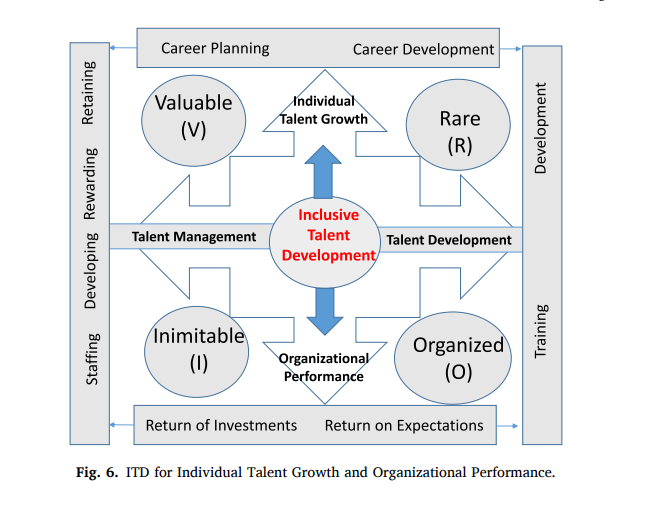 Career Planning
Career Development
Retaining
Rewarding
Developing
Staffing
Valuable
(V)
Individual
Talent Growth
Rare
(R)
Development
Training
Talent Management
Inclusive
Talent
Development
Talent Development
Inimitable
(I)
Organizational
Performance
Organized
(O)
Return of Investments
Return on Expectations
Fig. 6. ITD for Individual Talent Growth and Organizational Performance.